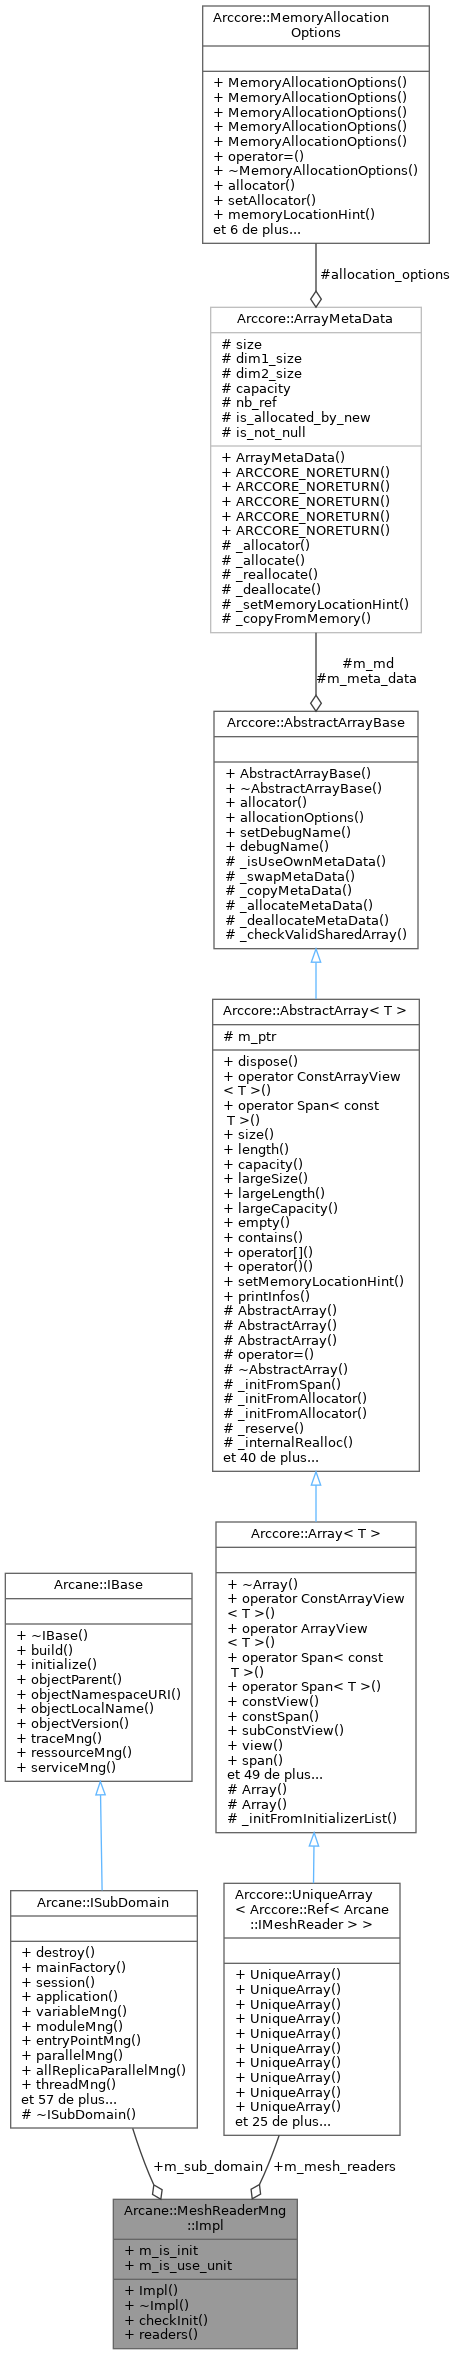 Arccore::MemoryAllocation
Options
+ MemoryAllocationOptions()
+ MemoryAllocationOptions()
+ MemoryAllocationOptions()
+ MemoryAllocationOptions()
+ MemoryAllocationOptions()
+ operator=()
+ ~MemoryAllocationOptions()
+ allocator()
+ setAllocator()
+ memoryLocationHint()
et 6 de plus...
#allocation_options
Arccore::ArrayMetaData
# size
# dim1_size
# dim2_size
# capacity
# nb_ref
# is_allocated_by_new
# is_not_null
+ ArrayMetaData()
+ ARCCORE_NORETURN()
+ ARCCORE_NORETURN()
+ ARCCORE_NORETURN()
+ ARCCORE_NORETURN()
+ ARCCORE_NORETURN()
# _allocator()
# _allocate()
# _reallocate()
# _deallocate()
# _setMemoryLocationHint()
# _copyFromMemory()
#m_md
#m_meta_data
Arccore::AbstractArrayBase
+ AbstractArrayBase()
+ ~AbstractArrayBase()
+ allocator()
+ allocationOptions()
+ setDebugName()
+ debugName()
# _isUseOwnMetaData()
# _swapMetaData()
# _copyMetaData()
# _allocateMetaData()
# _deallocateMetaData()
# _checkValidSharedArray()
Arccore::AbstractArray< T >
# m_ptr
+ dispose()
+ operator ConstArrayView
< T >()
+ operator Span< const
T >()
+ size()
+ length()
+ capacity()
+ largeSize()
+ largeLength()
+ largeCapacity()
+ empty()
+ contains()
+ operator[]()
+ operator()()
+ setMemoryLocationHint()
+ printInfos()
# AbstractArray()
# AbstractArray()
# AbstractArray()
# operator=()
# ~AbstractArray()
# _initFromSpan()
# _initFromAllocator()
# _initFromAllocator()
# _reserve()
# _internalRealloc()
et 40 de plus...
Arccore::Array< T >
+ ~Array()
+ operator ConstArrayView
< T >()
+ operator ArrayView
< T >()
+ operator Span< const
T >()
+ operator Span< T >()
+ constView()
+ constSpan()
+ subConstView()
+ view()
+ span()
et 49 de plus...
# Array()
# Array()
# _initFromInitializerList()
Arcane::IBase
+ ~IBase()
+ build()
+ initialize()
+ objectParent()
+ objectNamespaceURI()
+ objectLocalName()
+ objectVersion()
+ traceMng()
+ ressourceMng()
+ serviceMng()
Arcane::ISubDomain
+ destroy()
+ mainFactory()
+ session()
+ application()
+ variableMng()
+ moduleMng()
+ entryPointMng()
+ parallelMng()
+ allReplicaParallelMng()
+ threadMng()
et 57 de plus...
# ~ISubDomain()
Arccore::UniqueArray
< Arccore::Ref< Arcane
::IMeshReader > >
+ UniqueArray()
+ UniqueArray()
+ UniqueArray()
+ UniqueArray()
+ UniqueArray()
+ UniqueArray()
+ UniqueArray()
+ UniqueArray()
+ UniqueArray()
+ UniqueArray()
et 25 de plus...
+m_sub_domain
+m_mesh_readers
Arcane::MeshReaderMng
::Impl
+ m_is_init
+ m_is_use_unit
+ Impl()
+ ~Impl()
+ checkInit()
+ readers()